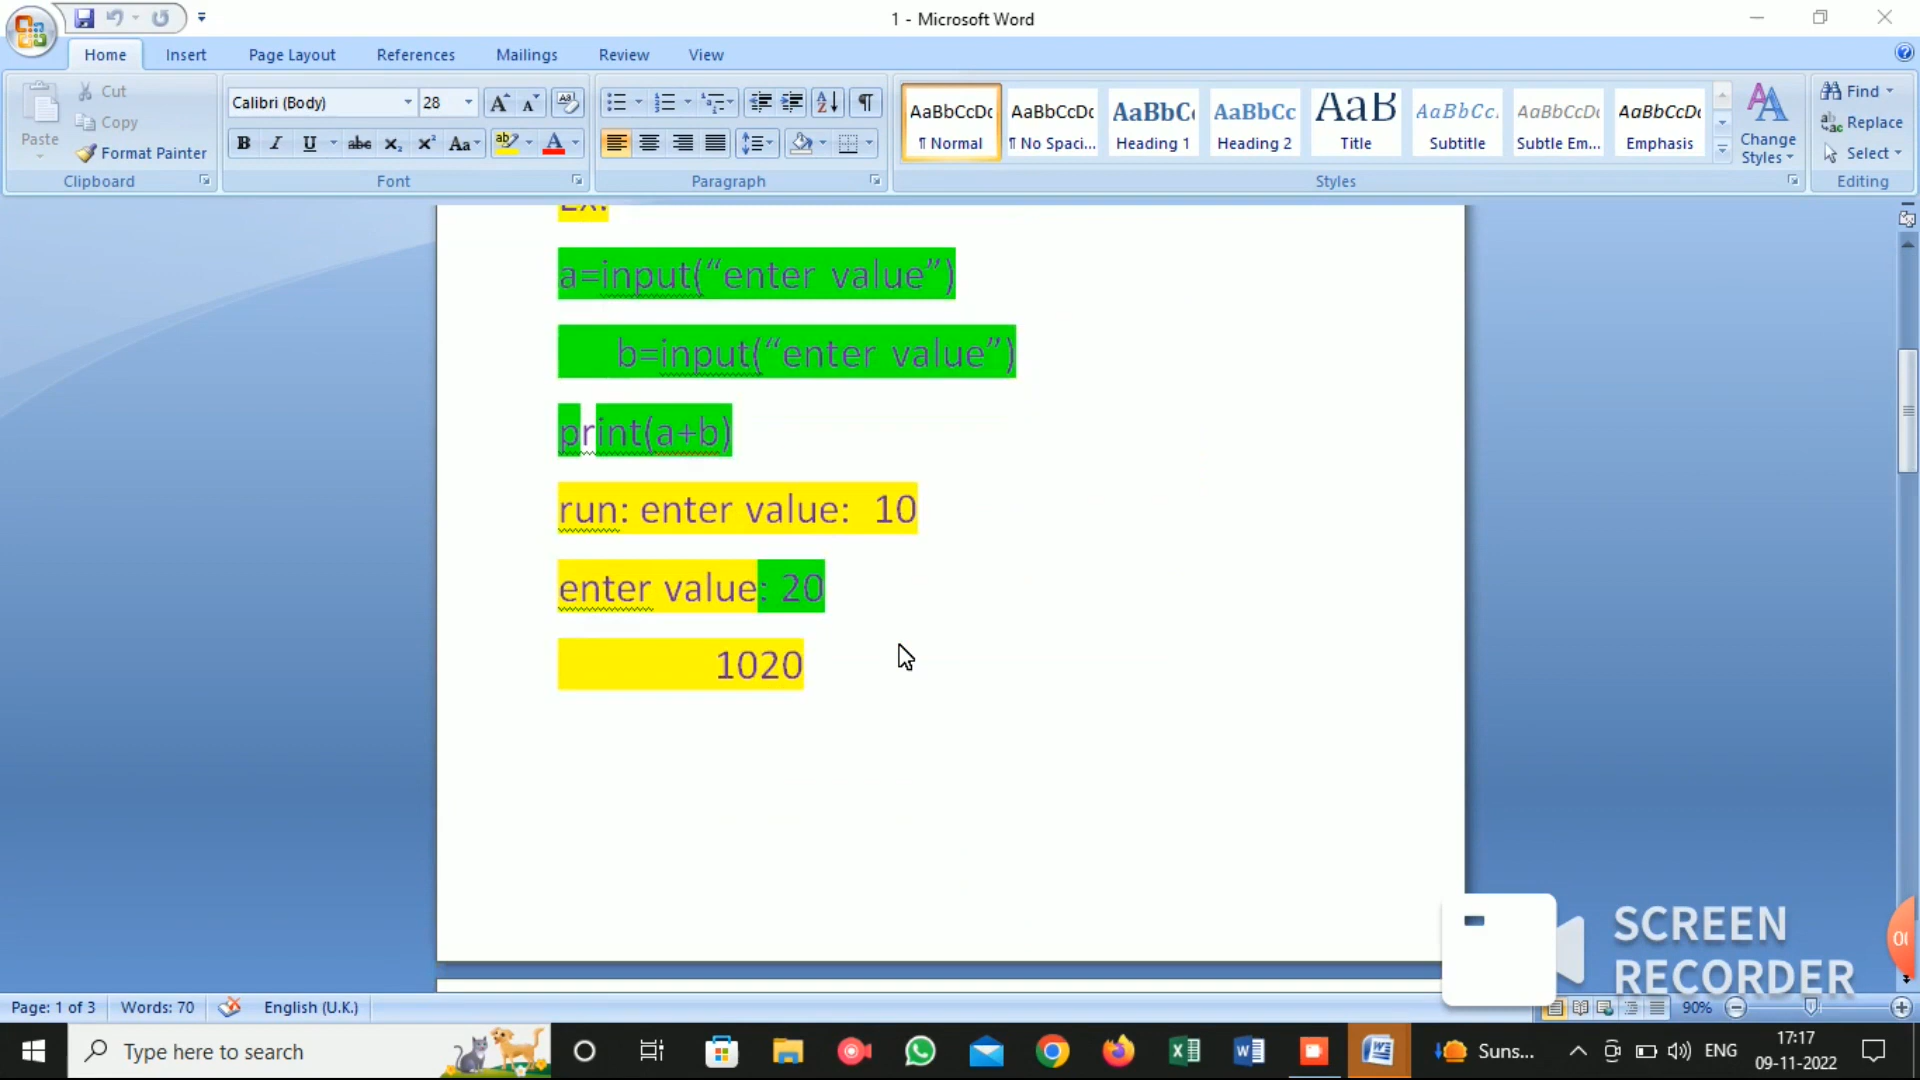 1 - Microsoft Word
Home Insert Page Layout References Mailings Review View
Paste
Cut
Copy
Format Painter
Clipboard
Calibri (Body) 28
Font
Paragraph
AaBbCcDc AaBbCcDc AaBbC AaBbCc AaB AaBbCc. AaBbCcDc AaBbCcDc
¶ Normal ¶ No Spaci... Heading 1 Heading 2 Title Subtitle Subtle Em... Emphasis
Styles
Change Styles
Find
Replace
Select
Editing
a=input(“enter value”)
b=input(“enter value”)
print(a+b)
run: enter value: 10
enter value: 20
1020
SCREEN
RECORDER
Page: 1 of 3 Words: 70 English (U.K.) 90%
Type here to search
Suns... ENG
17:17
09-11-2022